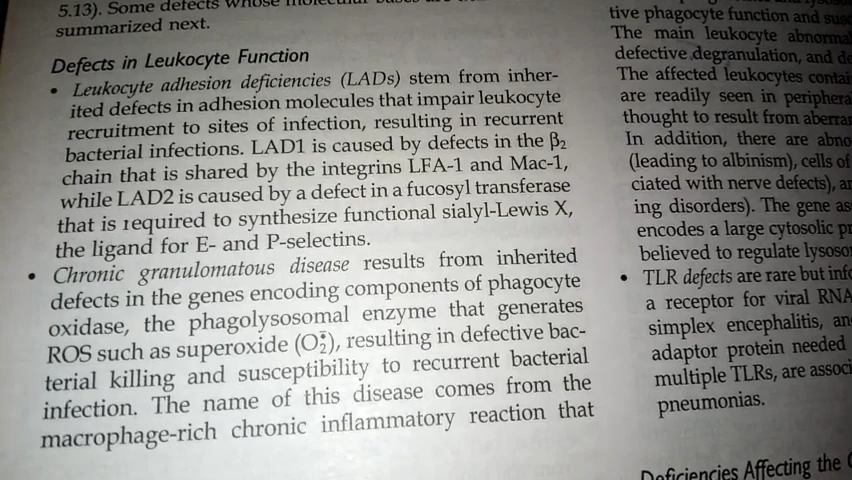 5.13). Some defects whose molecular bases are
summarized next.
Defects in Leukocyte Function
• Leukocyte adhesion deficiencies (LADs) stem from inher-
ited defects in adhesion molecules that impair leukocyte
recruitment to sites of infection, resulting in recurrent
bacterial infections. LAD1 is caused by defects in the β₂
chain that is shared by the integrins LFA-1 and Mac-1,
while LAD2 is caused by a defect in a fucosyl transferase
that is required to synthesize functional sialyl-Lewis X,
the ligand for E- and P-selectins.
• Chronic granulomatous disease results from inherited
defects in the genes encoding components of phagocyte
oxidase, the phagolysosomal enzyme that generates
ROS such as superoxide (O₂•̄), resulting in defective bac-
terial killing and susceptibility to recurrent bacterial
infection. The name of this disease comes from the
macrophage-rich chronic inflammatory reaction that
tive phagocyte function and
The main leukocyte
defective degranulation, and
The affected leukocytes
are readily seen in
thought to result from
In addition, there are
(leading to albinism), cells of
ciated with nerve defects),
ing disorders). The gene
encodes a large cytosolic
believed to regulate
• TLR defects are rare but
a receptor for viral RNA
simplex encephalitis,
adaptor protein needed
multiple TLRs, are
pneumonias.
Deficiencies Affecting the